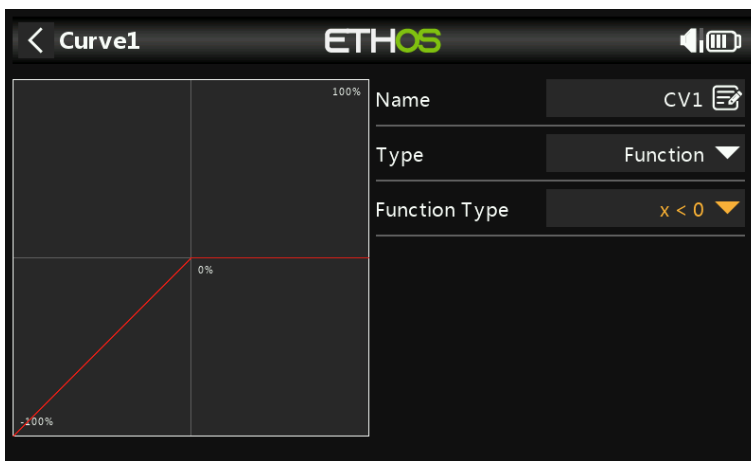 Curve1
ETHOS
100%
0%
-100%
Name
CV1
Type
Function
Function Type
x < 0